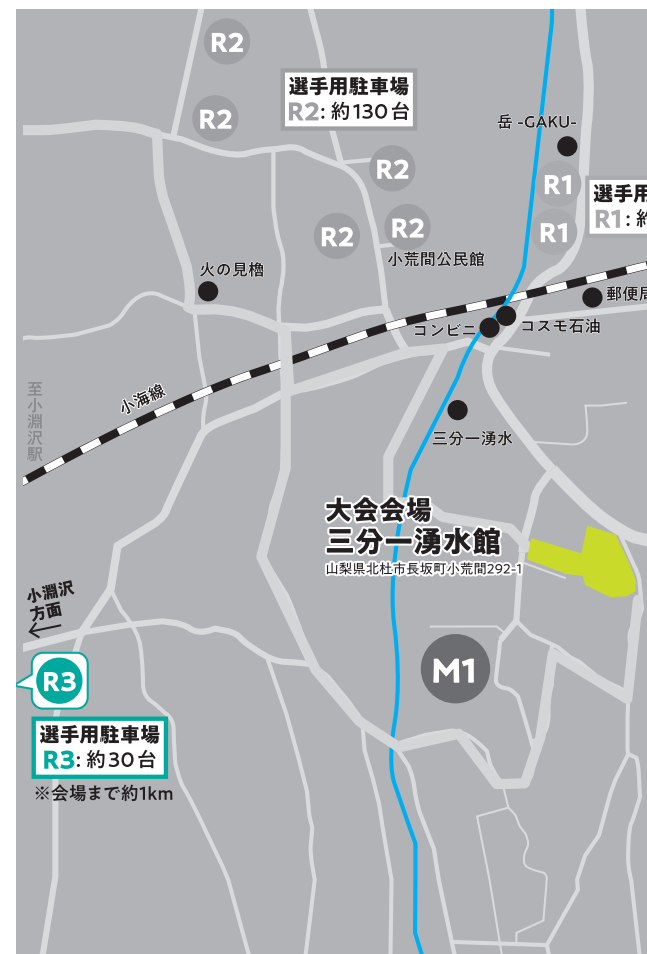 R2
選手用駐車場
R2: 約130台
R2
岳 -GAKU-
R2
R1
選手用
R1: 約
R2
R2
R1
小荒間公民館
火の見櫓
郵便局
コンビニ
コスモ石油
小海線
至小淵沢駅
三分一湧水
大会会場
三分一湧水館
山梨県北杜市長坂町小荒間292-1
小淵沢
方面
M1
R3
選手用駐車場
R3: 約30台
※会場まで約1km